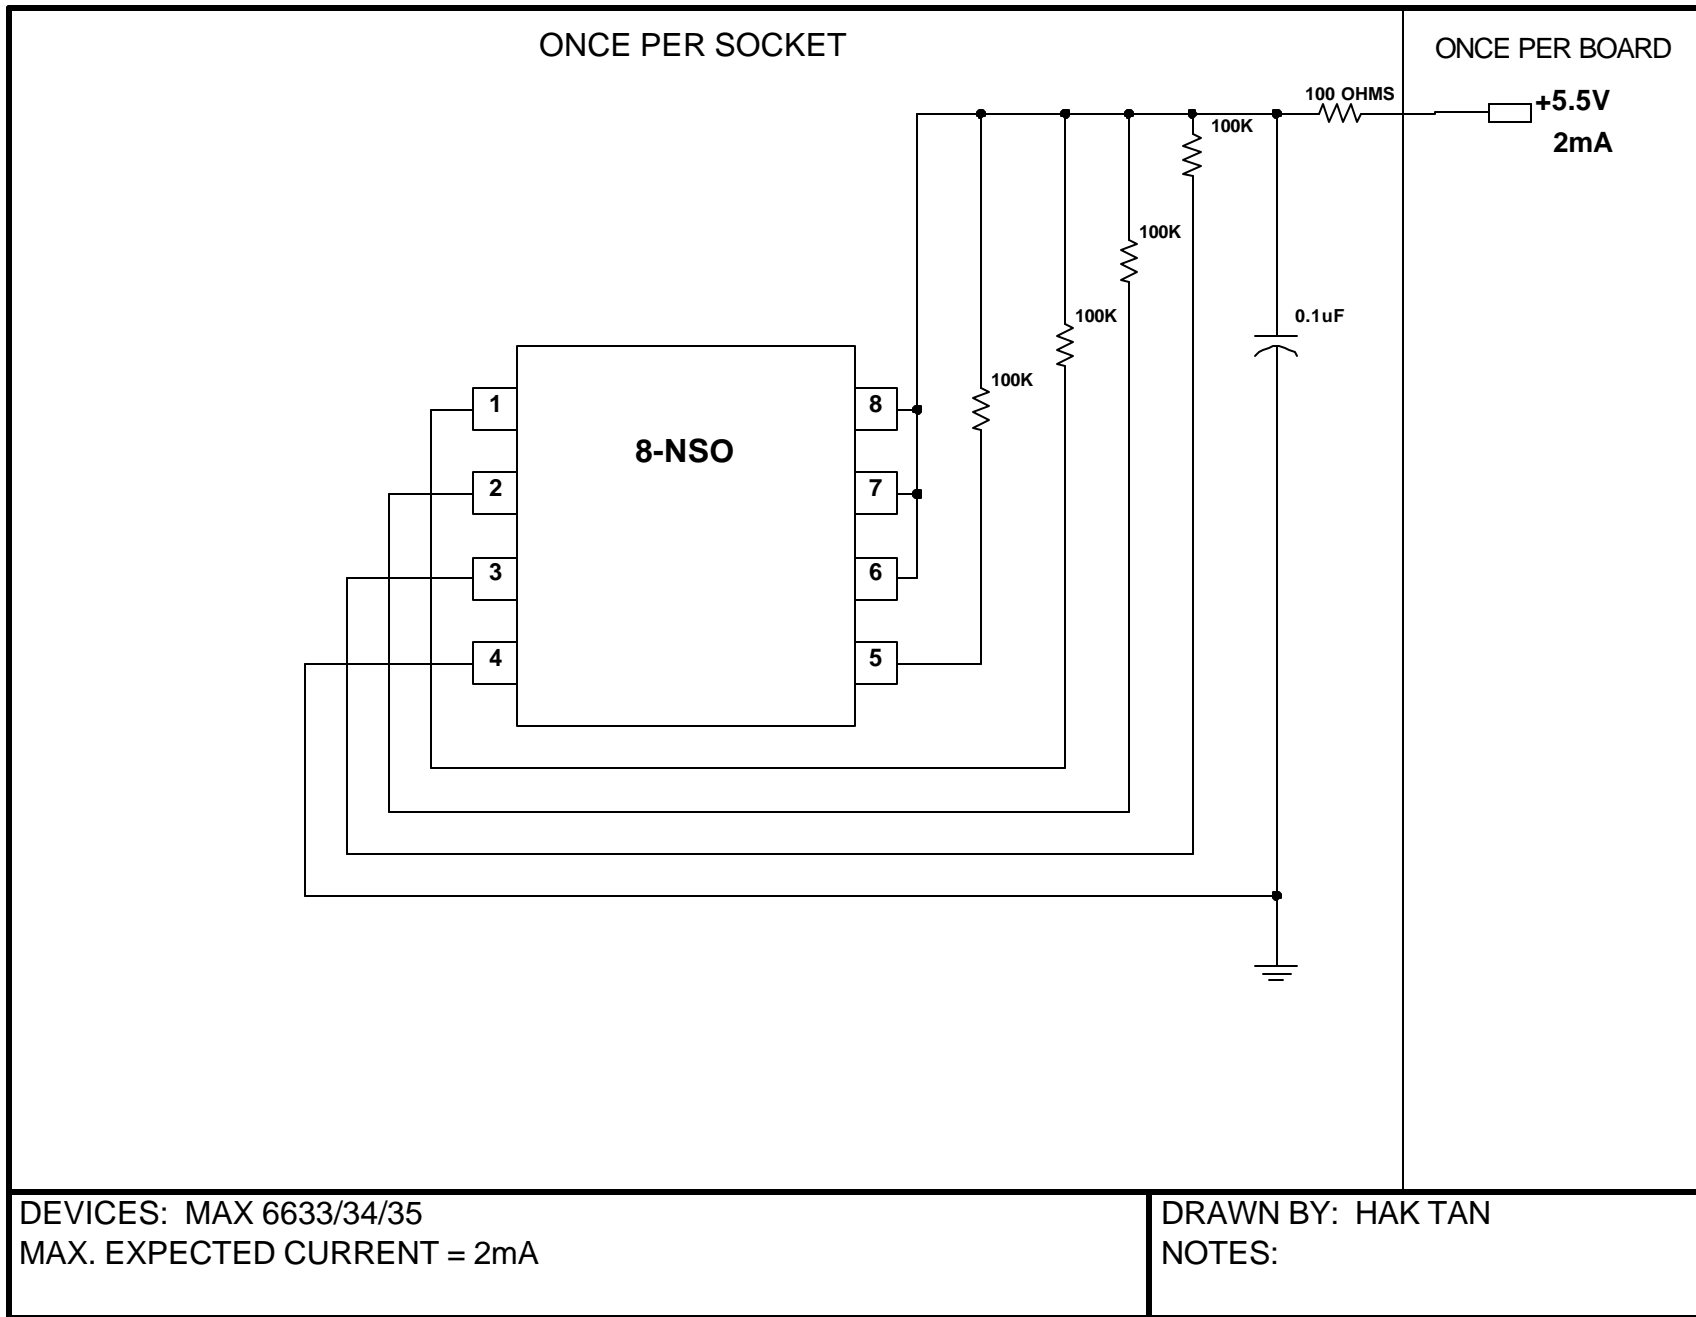 ONCE PER SOCKET
ONCE PER BOARD
100 OHMS
+5.5V
2mA
100K
100K
100K
0.1uF
100K
1
8
8-NSO
2
7
3
6
4
5
DEVICES: MAX 6633/34/35
MAX. EXPECTED CURRENT = 2mA
DRAWN BY: HAK TAN
NOTES: